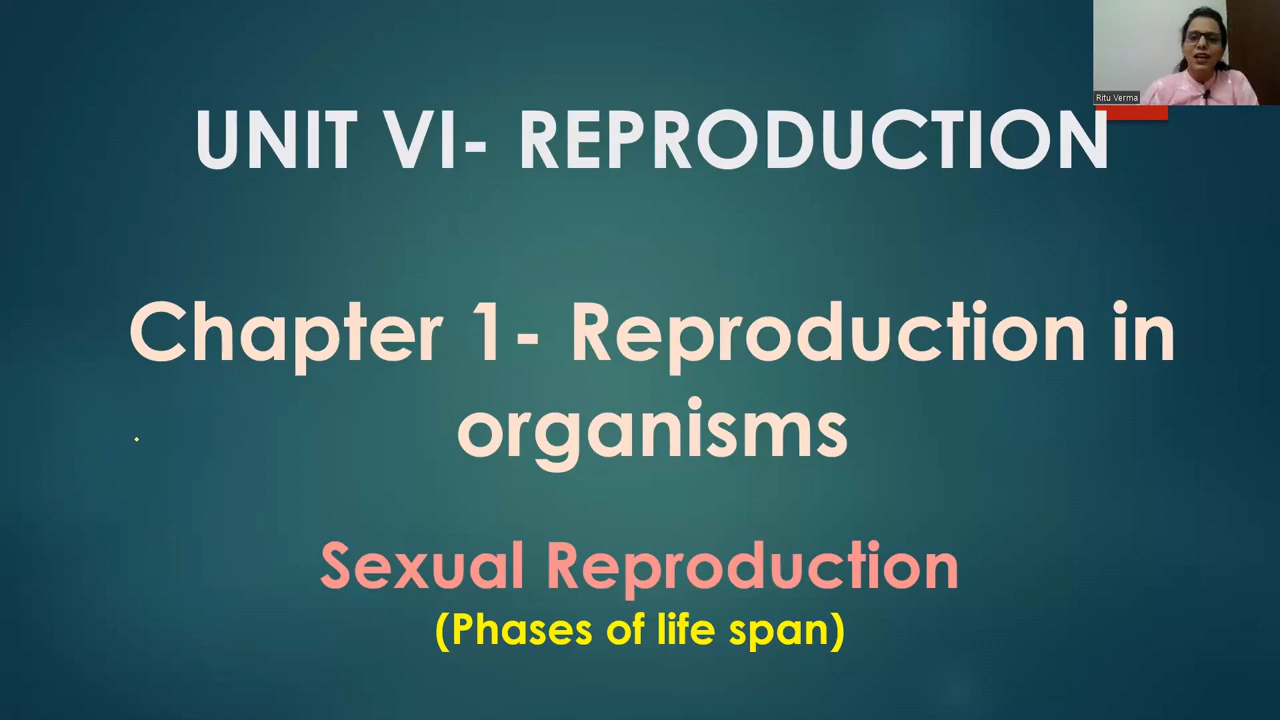 Ritu Verma
UNIT VI- REPRODUCTION
Chapter 1- Reproduction in
organisms
Sexual Reproduction
(Phases of life span)